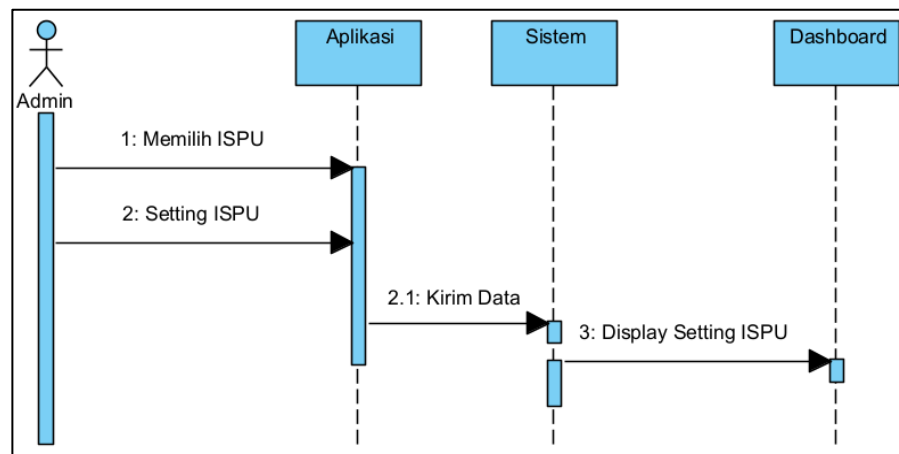 Aplikasi
Sistem
Dashboard
Admin
1: Memilih ISPU
2: Setting ISPU
2.1: Kirim Data
3: Display Setting ISPU